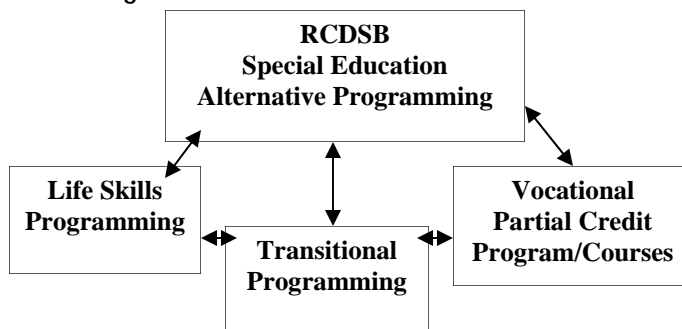 RCDSB
Special Education
Alternative Programming
Life Skills
Programming
Transitional
Programming
Vocational
Partial Credit
Program/Courses